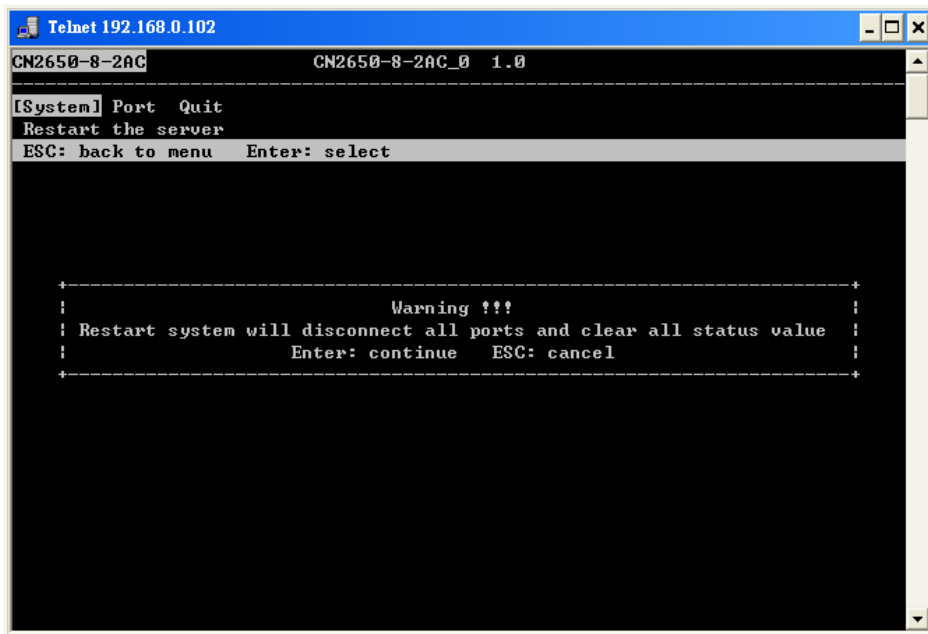 Telnet 192.168.0.102
CN2650-8-2AC CN2650-8-2AC_0 1.0
[System] Port Quit
Restart the server
ESC: back to menu Enter: select
Warning !!!
Restart system will disconnect all ports and clear all status value
Enter: continue ESC: cancel